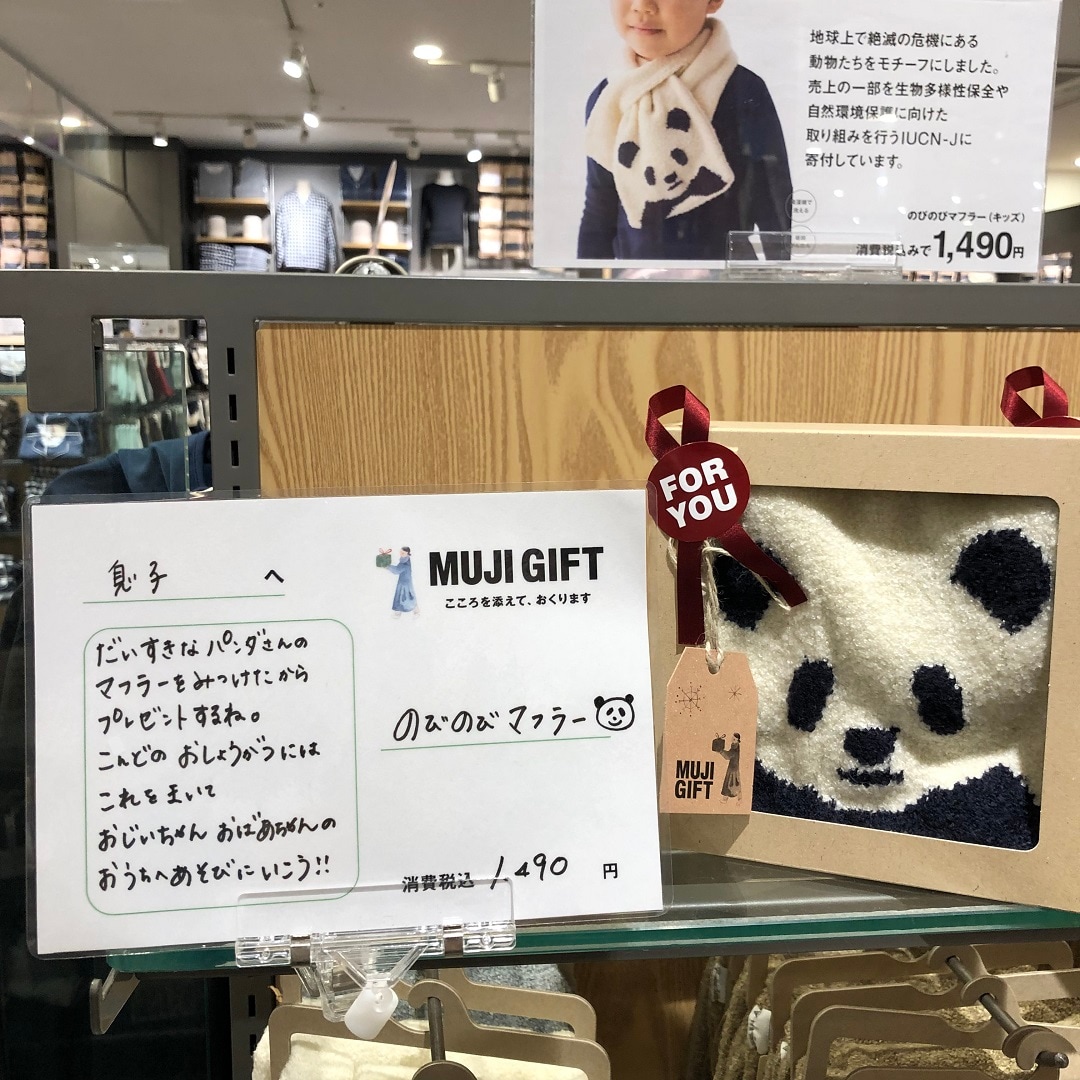 地球上で絶滅の危機にある
動物たちをモチーフにしました。
売上の一部を生物多様性保全や
自然環境保護に向けた
取り組みを行うIUCN-Jに
寄付しています。
のびのびマフラー(キッズ)
消費税込みで1,490円
FOR
YOU
息子 へ
MUJI GIFT
こころを添えて、おくります
だいすきなパンダさんの
マフラーをみつけたから
プレゼントするね。
こんどの おしょうがつには
これをまいて
おじいちゃん おばあちゃんの
おうちへあそびにいこう!!
のびのびマフラー
消費税込 1,490 円
MUJI
GIFT